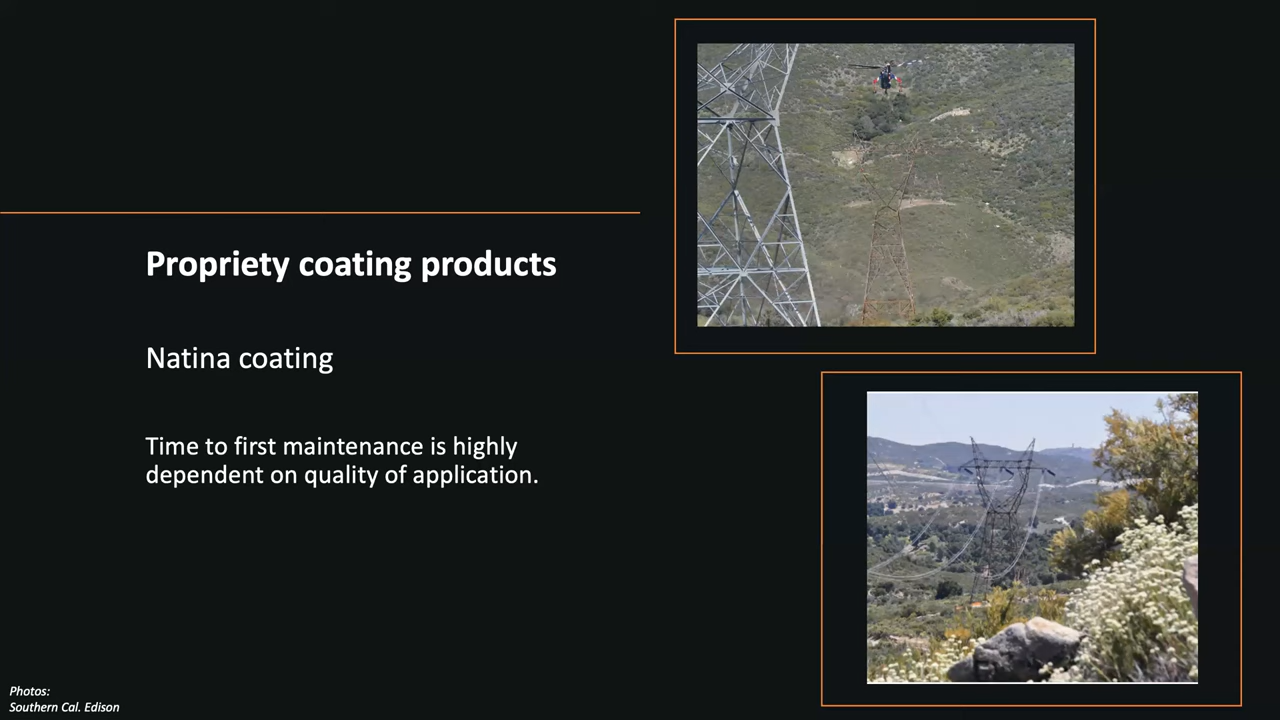 Propriety coating products
Natina coating
Time to first maintenance is highly
dependent on quality of application.
Photos:
Southern Cal. Edison